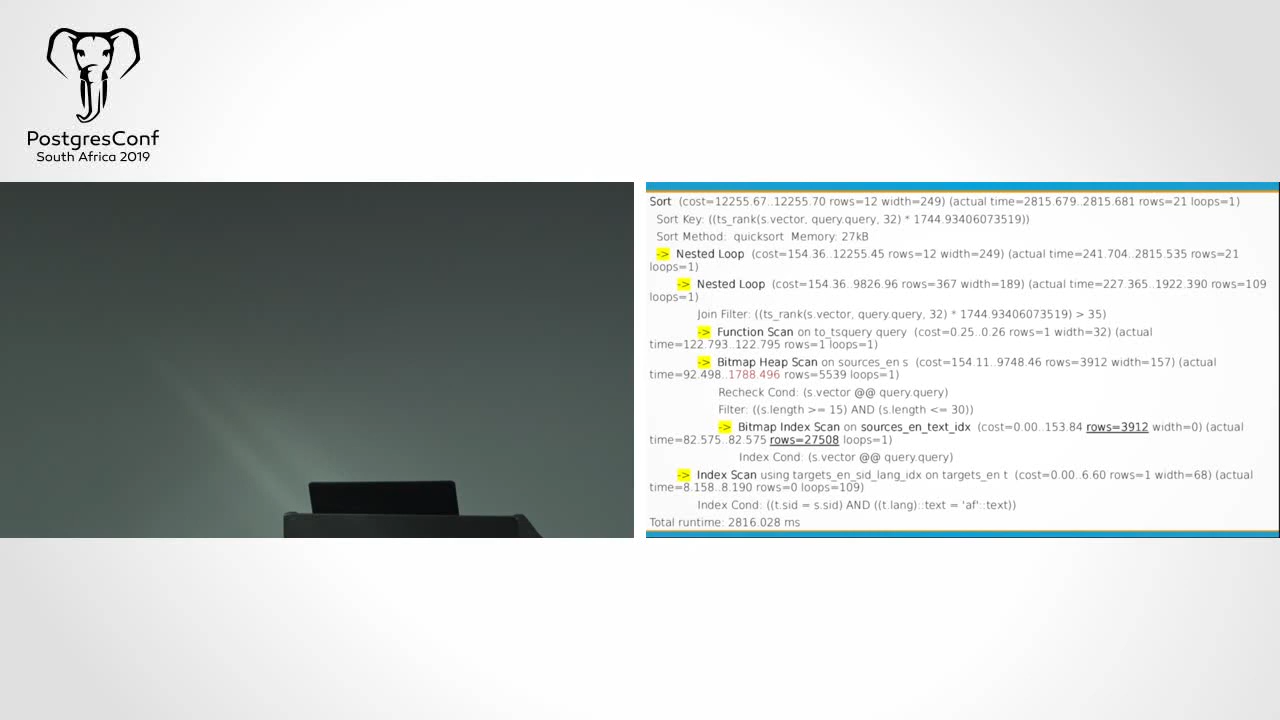 PostgresConf
South Africa 2019
Sort (cost=12255.67..12255.70 rows=12 width=249) (actual time=2815.679..2815.681 rows=21 loops=1)
Sort Key: ((ts_rank(s.vector, query.query, 32) * 1744.93406073519))
Sort Method: quicksort Memory: 27kB
-> Nested Loop (cost=154.36..12255.45 rows=12 width=249) (actual time=241.704..2815.535 rows=21
loops=1)
-> Nested Loop (cost=154.36..9826.96 rows=367 width=189) (actual time=227.365..1922.390 rows=109
loops=1)
Join Filter: ((ts_rank(s.vector, query.query, 32) * 1744.93406073519) > 35)
-> Function Scan on to_tsquery query (cost=0.25..0.26 rows=1 width=32) (actual
time=122.793..122.795 rows=1 loops=1)
-> Bitmap Heap Scan on sources_en s (cost=154.11..9748.46 rows=3912 width=157) (actual
time=92.498..1788.496 rows=5539 loops=1)
Recheck Cond: (s.vector @@ query.query)
Filter: ((s.length >= 15) AND (s.length <= 30))
-> Bitmap Index Scan on sources_en_text_idx (cost=0.00..153.84 rows=3912 width=0) (actual
time=82.575..82.575 rows=27508 loops=1)
Index Cond: (s.vector @@ query.query)
-> Index Scan using targets_en_sid_lang_idx on targets_en t (cost=0.00..6.60 rows=1 width=68) (actual
time=8.158..8.190 rows=0 loops=109)
Index Cond: ((t.sid = s.sid) AND ((t.lang)::text = 'af'::text))
Total runtime: 2816.028 ms